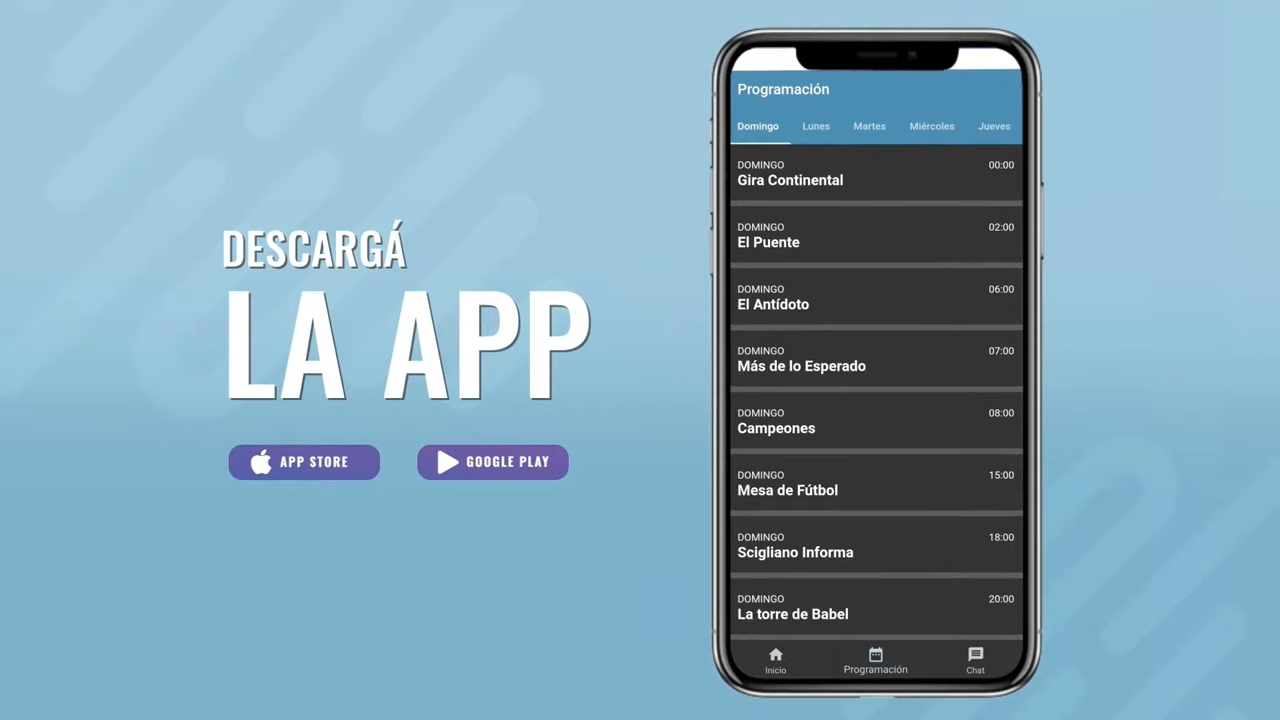 DESCARGÁ
LA APP
APP STORE
GOOGLE PLAY
Programación
Domingo Lunes Martes Miércoles Jueves
DOMINGO 00:00
Gira Continental
DOMINGO 02:00
El Puente
DOMINGO 06:00
El Antídoto
DOMINGO 07:00
Más de lo Esperado
DOMINGO 08:00
Campeones
DOMINGO 15:00
Mesa de Fútbol
DOMINGO 18:00
Scigliano Informa
DOMINGO 20:00
La torre de Babel
Inicio Programación Chat